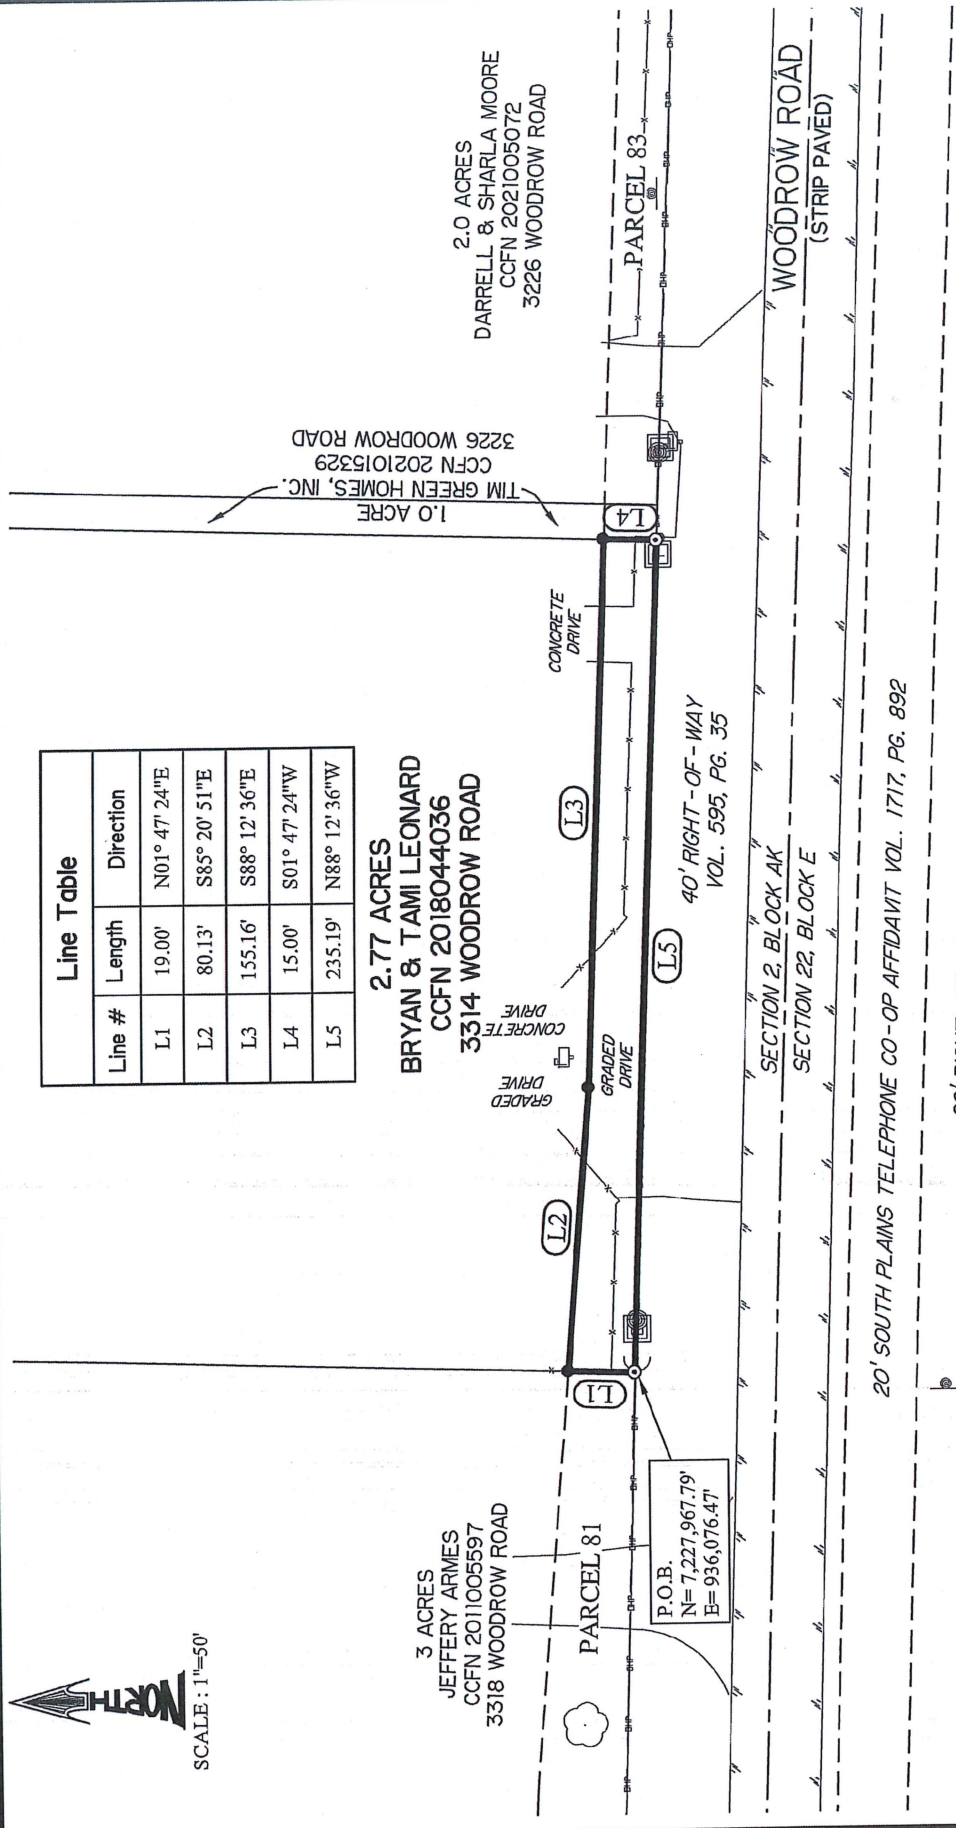 NORTH
SCALE : 1"=50'
Line Table
Line # Length Direction
L1 19.00' N01° 47' 24"E
L2 80.13' S85° 20' 51"E
L3 155.16' S88° 12' 36"E
L4 15.00' S01° 47' 24"W
L5 235.19' N88° 12' 36"W
2.77 ACRES
BRYAN & TAMI LEONARD
CCFN 2018044036
3314 WOODROW ROAD
1.0 ACRE
TIM GREEN HOMES, INC.
CCFN 2021015329
3226 WOODROW ROAD
2.0 ACRES
DARRELL & SHARLA MOORE
CCFN 2021005072
3226 WOODROW ROAD
PARCEL 83
3 ACRES
JEFFERY ARMES
CCFN 2011005597
3318 WOODROW ROAD
PARCEL 81
P.O.B.
N= 7,227,967.79'
E= 936,076.47'
L1
L2
L3
L4
L5
GRADED
DRIVE
CONCRETE
DRIVE
GRADED
DRIVE
CONCRETE
DRIVE
40' RIGHT-OF-WAY
VOL. 595, PG. 35
WOODROW ROAD
(STRIP PAVED)
SECTION 2, BLOCK AK
SECTION 22, BLOCK E
20' SOUTH PLAINS TELEPHONE CO-OP AFFIDAVIT VOL. 1717, PG. 892